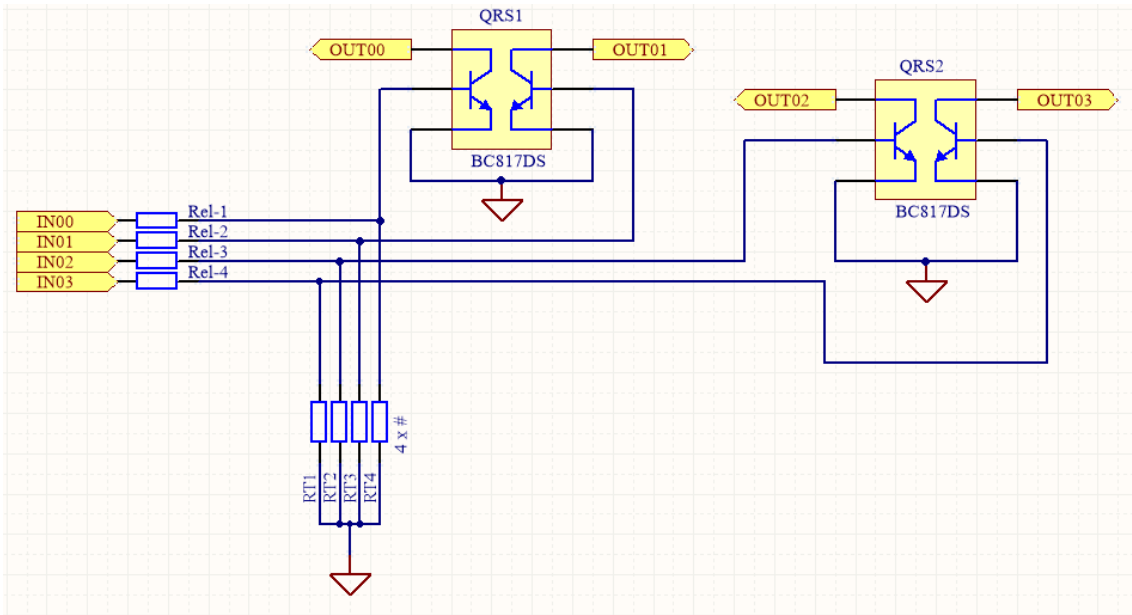 QRS1
OUT00
OUT01
BC817DS
QRS2
OUT02
OUT03
BC817DS
IN00
Rel-1
IN01
Rel-2
IN02
Rel-3
IN03
Rel-4
4 x #
RT1
RT2
RT3
RT4